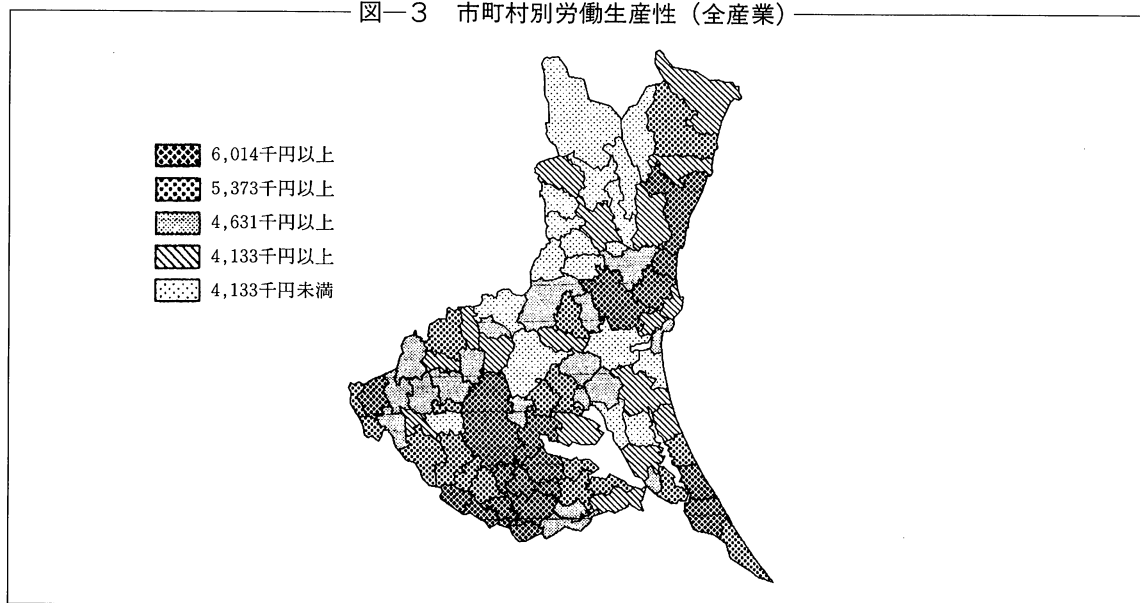 図―3 市町村別労働生産性（全産業）
6,014千円以上
5,373千円以上
4,631千円以上
4,133千円以上
4,133千円未満